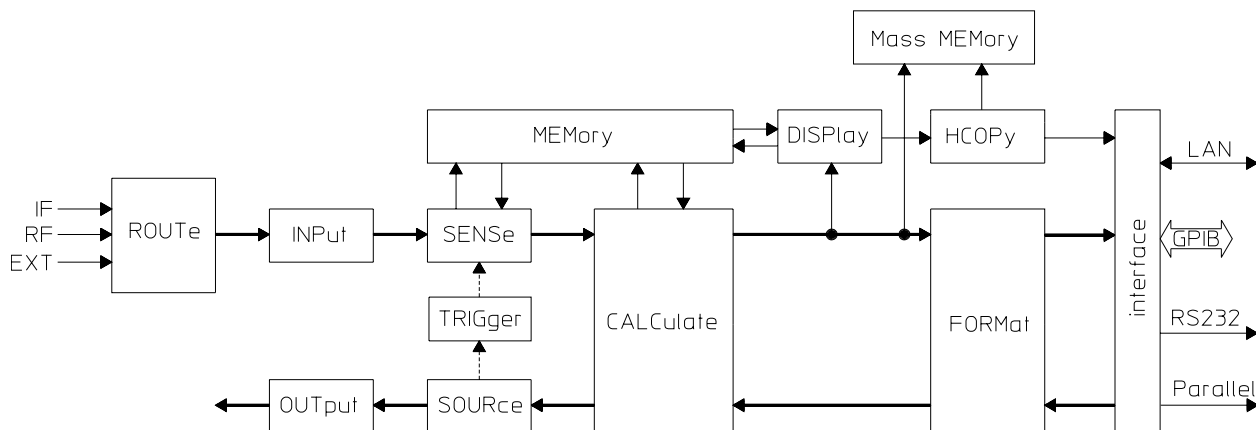 Mass MEMory
MEMory
DISPlay
HCOPy
LAN
IF
RF
EXT
ROUTe
INPut
SENSe
GPIB
TRIGger
CALCulate
FORMat
interface
RS232
OUTput
SOURce
Parallel